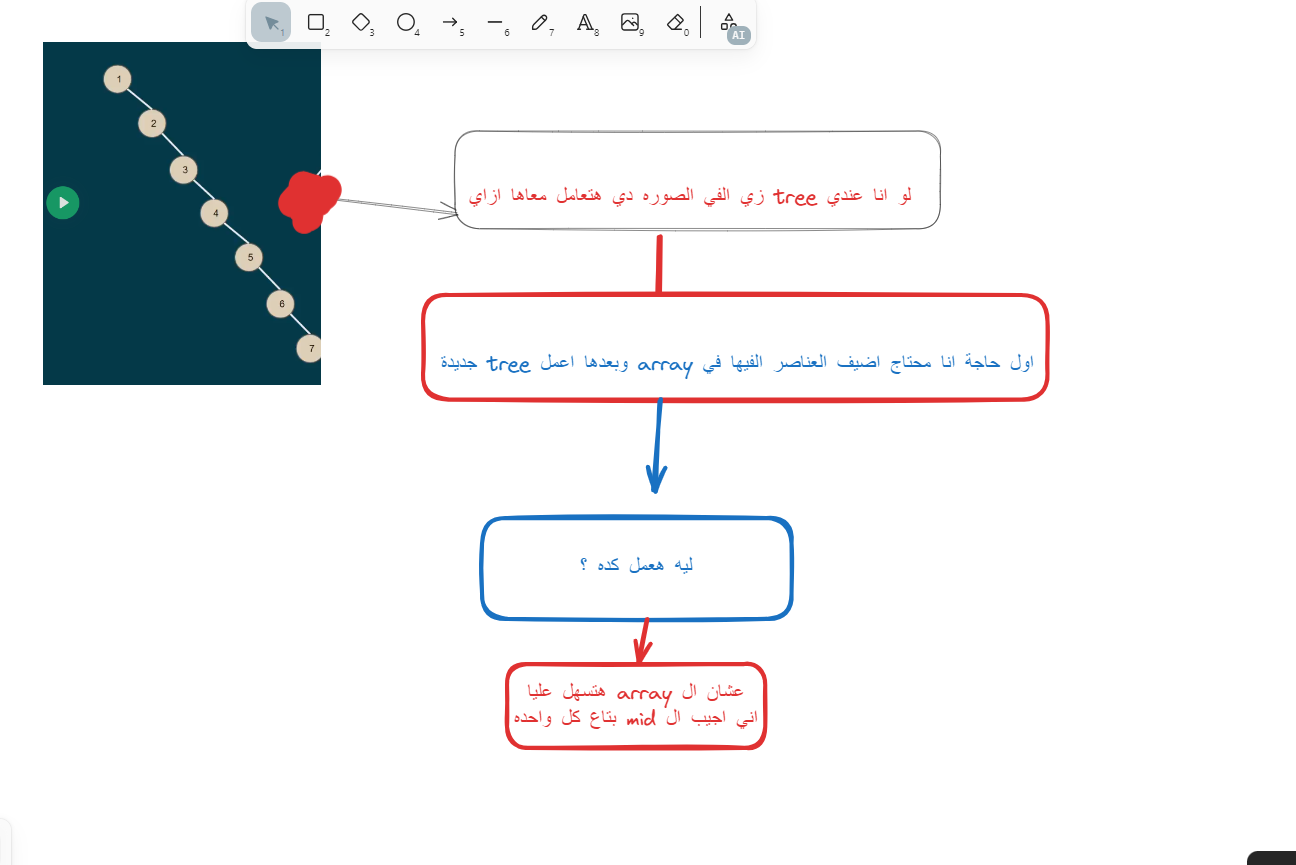 1
2
3
4
5
6
7
8
9
0
AI
1
2
3
4
5
6
7
لو انا عندي tree زي الفي الصوره دي هتعامل معاها ازاي
اول حاجة انا محتاج اضيف العناصر الفيها في array وبعدها اعمل tree جديدة
ليه هعمل كده ؟
عشان ال array هتسهل عليا
اني اجيب ال mid بتاع كل واحده